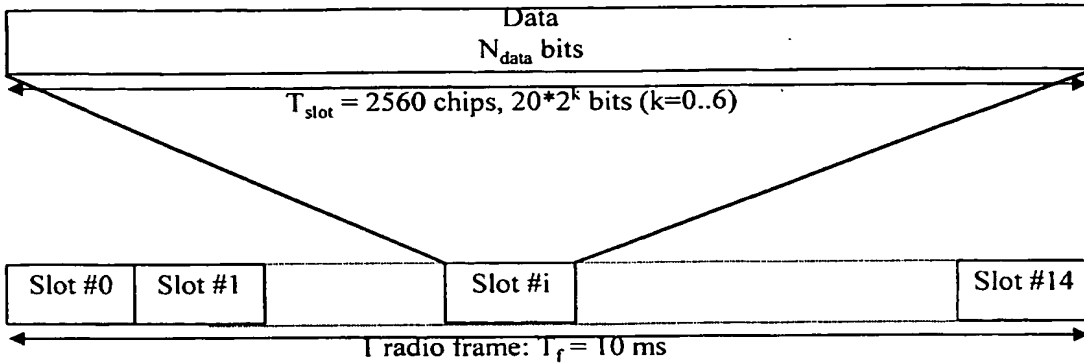 Data
N_data bits
T_slot = 2560 chips, 20*2^k bits (k=0..6)
Slot #0 Slot #1 Slot #i Slot #14
1 radio frame: T_f = 10 ms